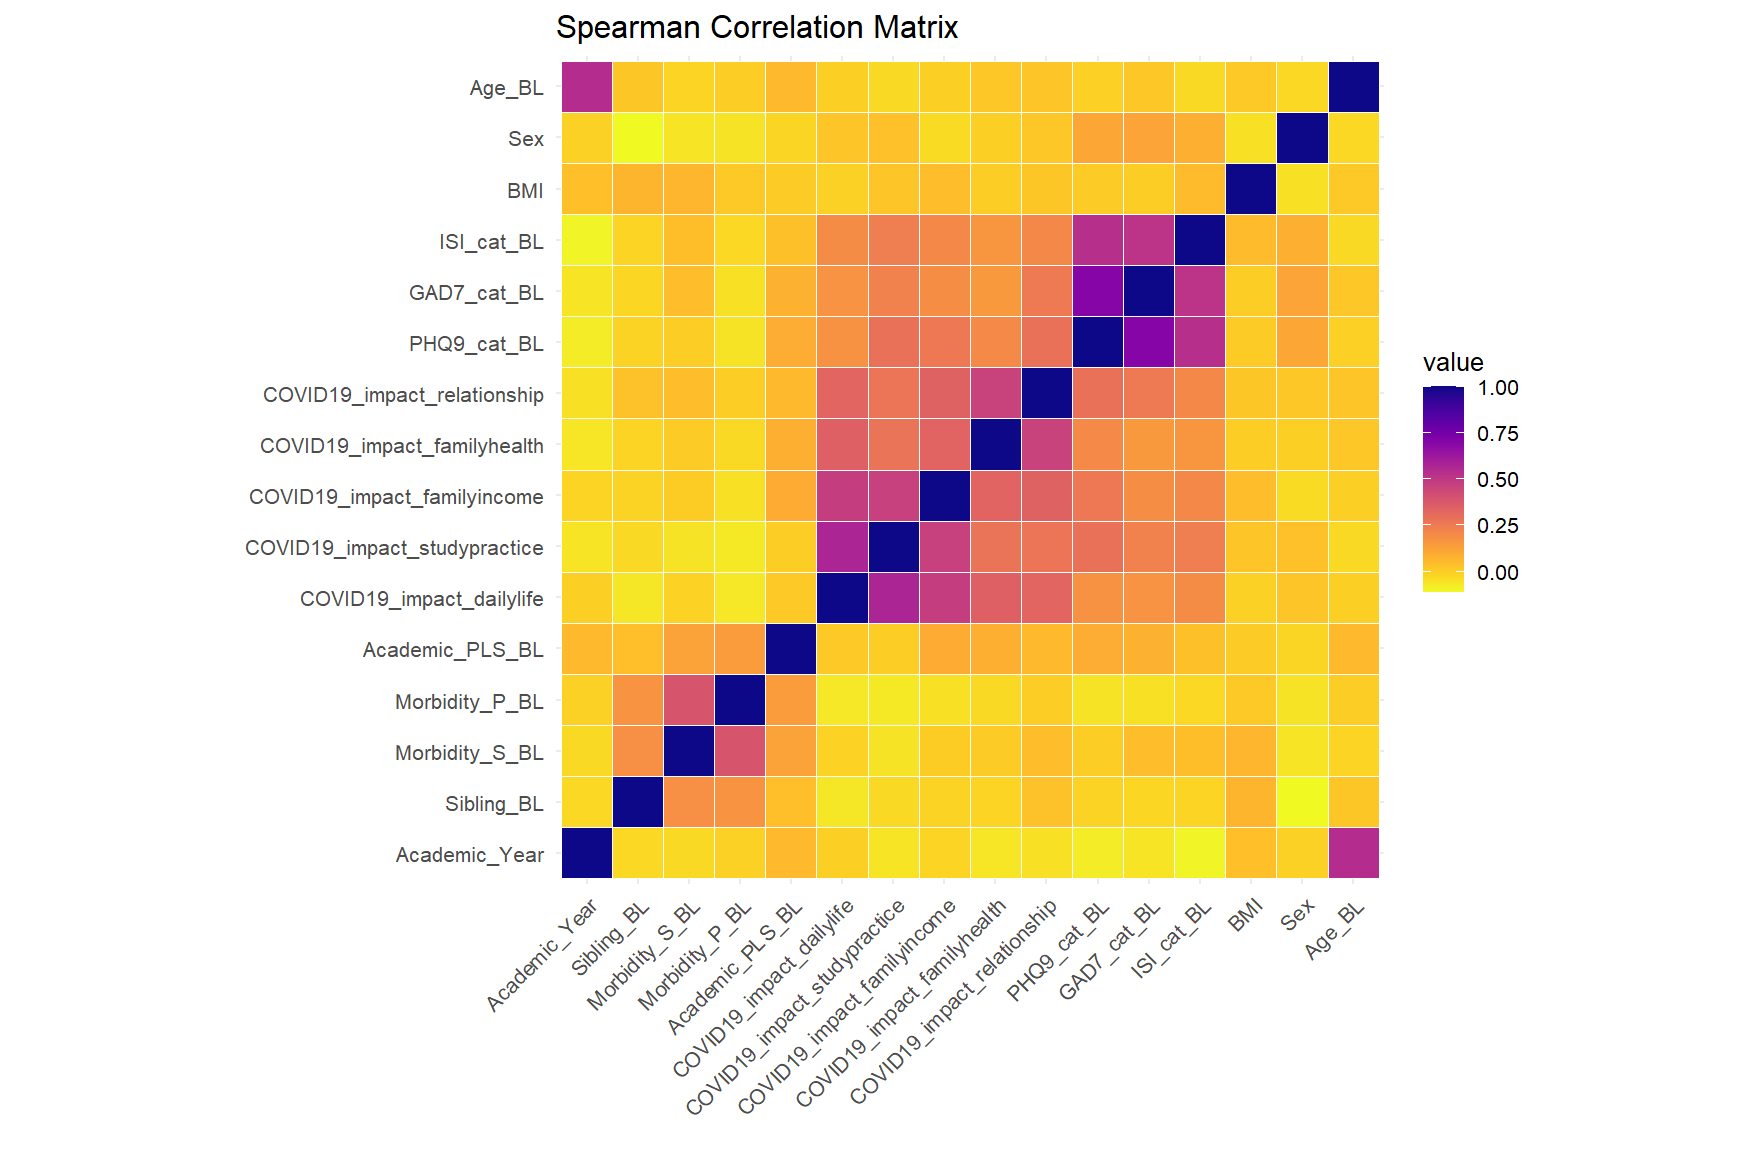 Spearman Correlation Matrix
Age_BL
Sex
BMI
ISI_cat_BL
GAD7_cat_BL
PHQ9_cat_BL
COVID19_impact_relationship
COVID19_impact_familyhealth
COVID19_impact_familyincome
COVID19_impact_studypractice
COVID19_impact_dailylife
Academic_PLS_BL
Morbidity_P_BL
Morbidity_S_BL
Sibling_BL
Academic_Year
Academic_Year
Sibling_BL
Morbidity_S_BL
Morbidity_P_BL
Academic_PLS_BL
COVID19_impact_dailylife
COVID19_impact_studypractice
COVID19_impact_familyincome
COVID19_impact_familyhealth
COVID19_impact_relationship
PHQ9_cat_BL
GAD7_cat_BL
ISI_cat_BL
BMI
Sex
Age_BL
value
1.00
0.75
0.50
0.25
0.00